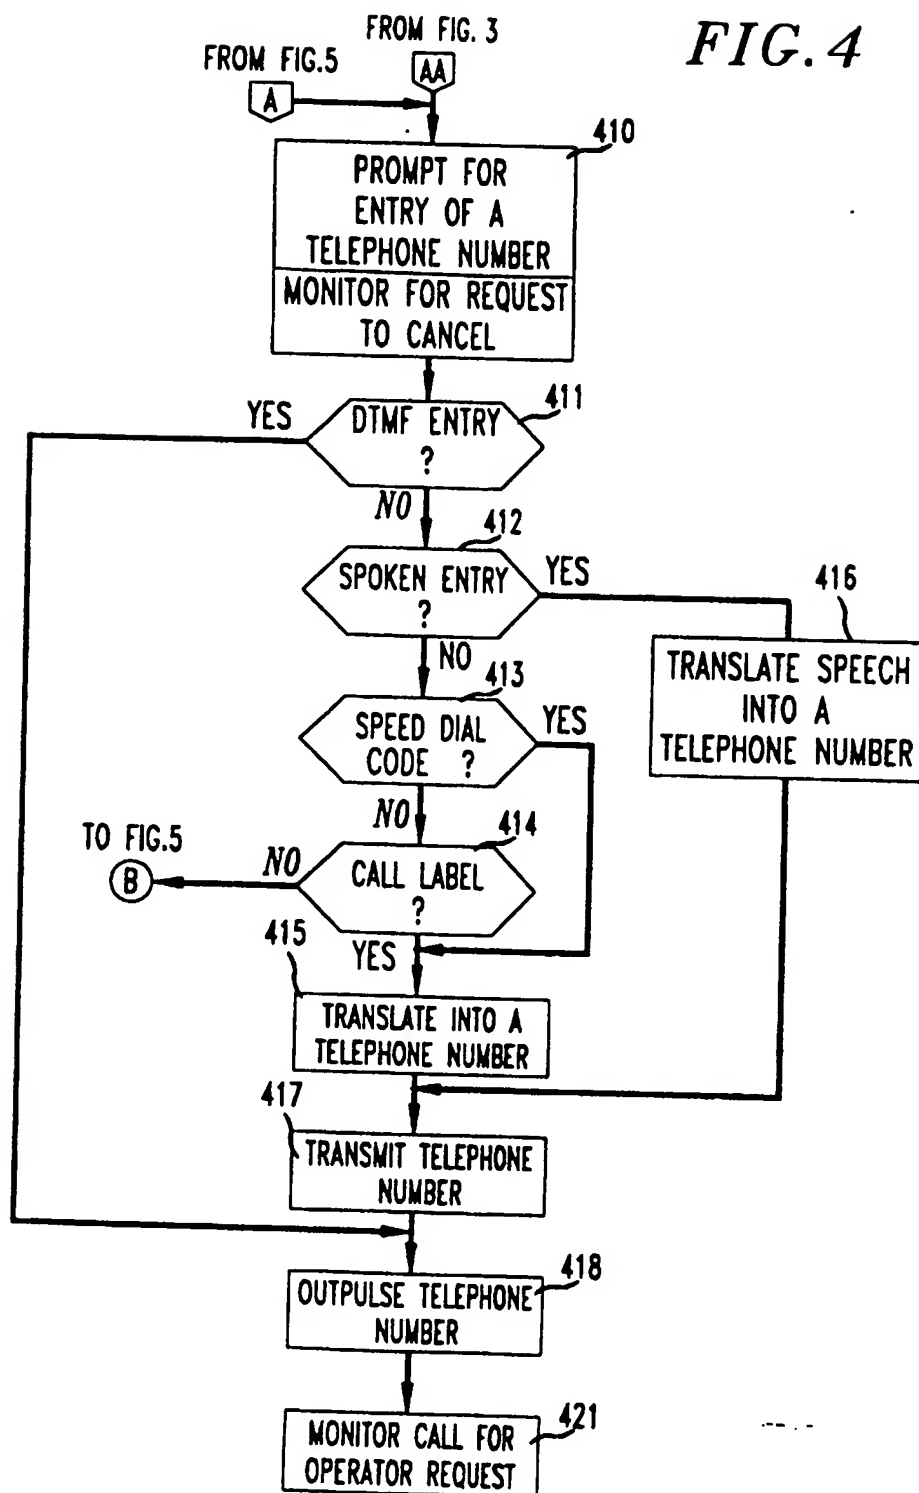 FROM FIG. 3
FIG. 4
FROM FIG.5
AA
A
410
PROMPT FOR
ENTRY OF A
TELEPHONE NUMBER
MONITOR FOR REQUEST
TO CANCEL
411
YES
DTMF ENTRY
?
NO
412
SPOKEN ENTRY
?
YES
416
TRANSLATE SPEECH
INTO A
TELEPHONE NUMBER
NO
413
SPEED DIAL
CODE ?
YES
NO
414
TO FIG.5
B
NO
CALL LABEL
?
415
YES
TRANSLATE INTO A
TELEPHONE NUMBER
417
TRANSMIT TELEPHONE
NUMBER
418
OUTPULSE TELEPHONE
NUMBER
421
MONITOR CALL FOR
OPERATOR REQUEST